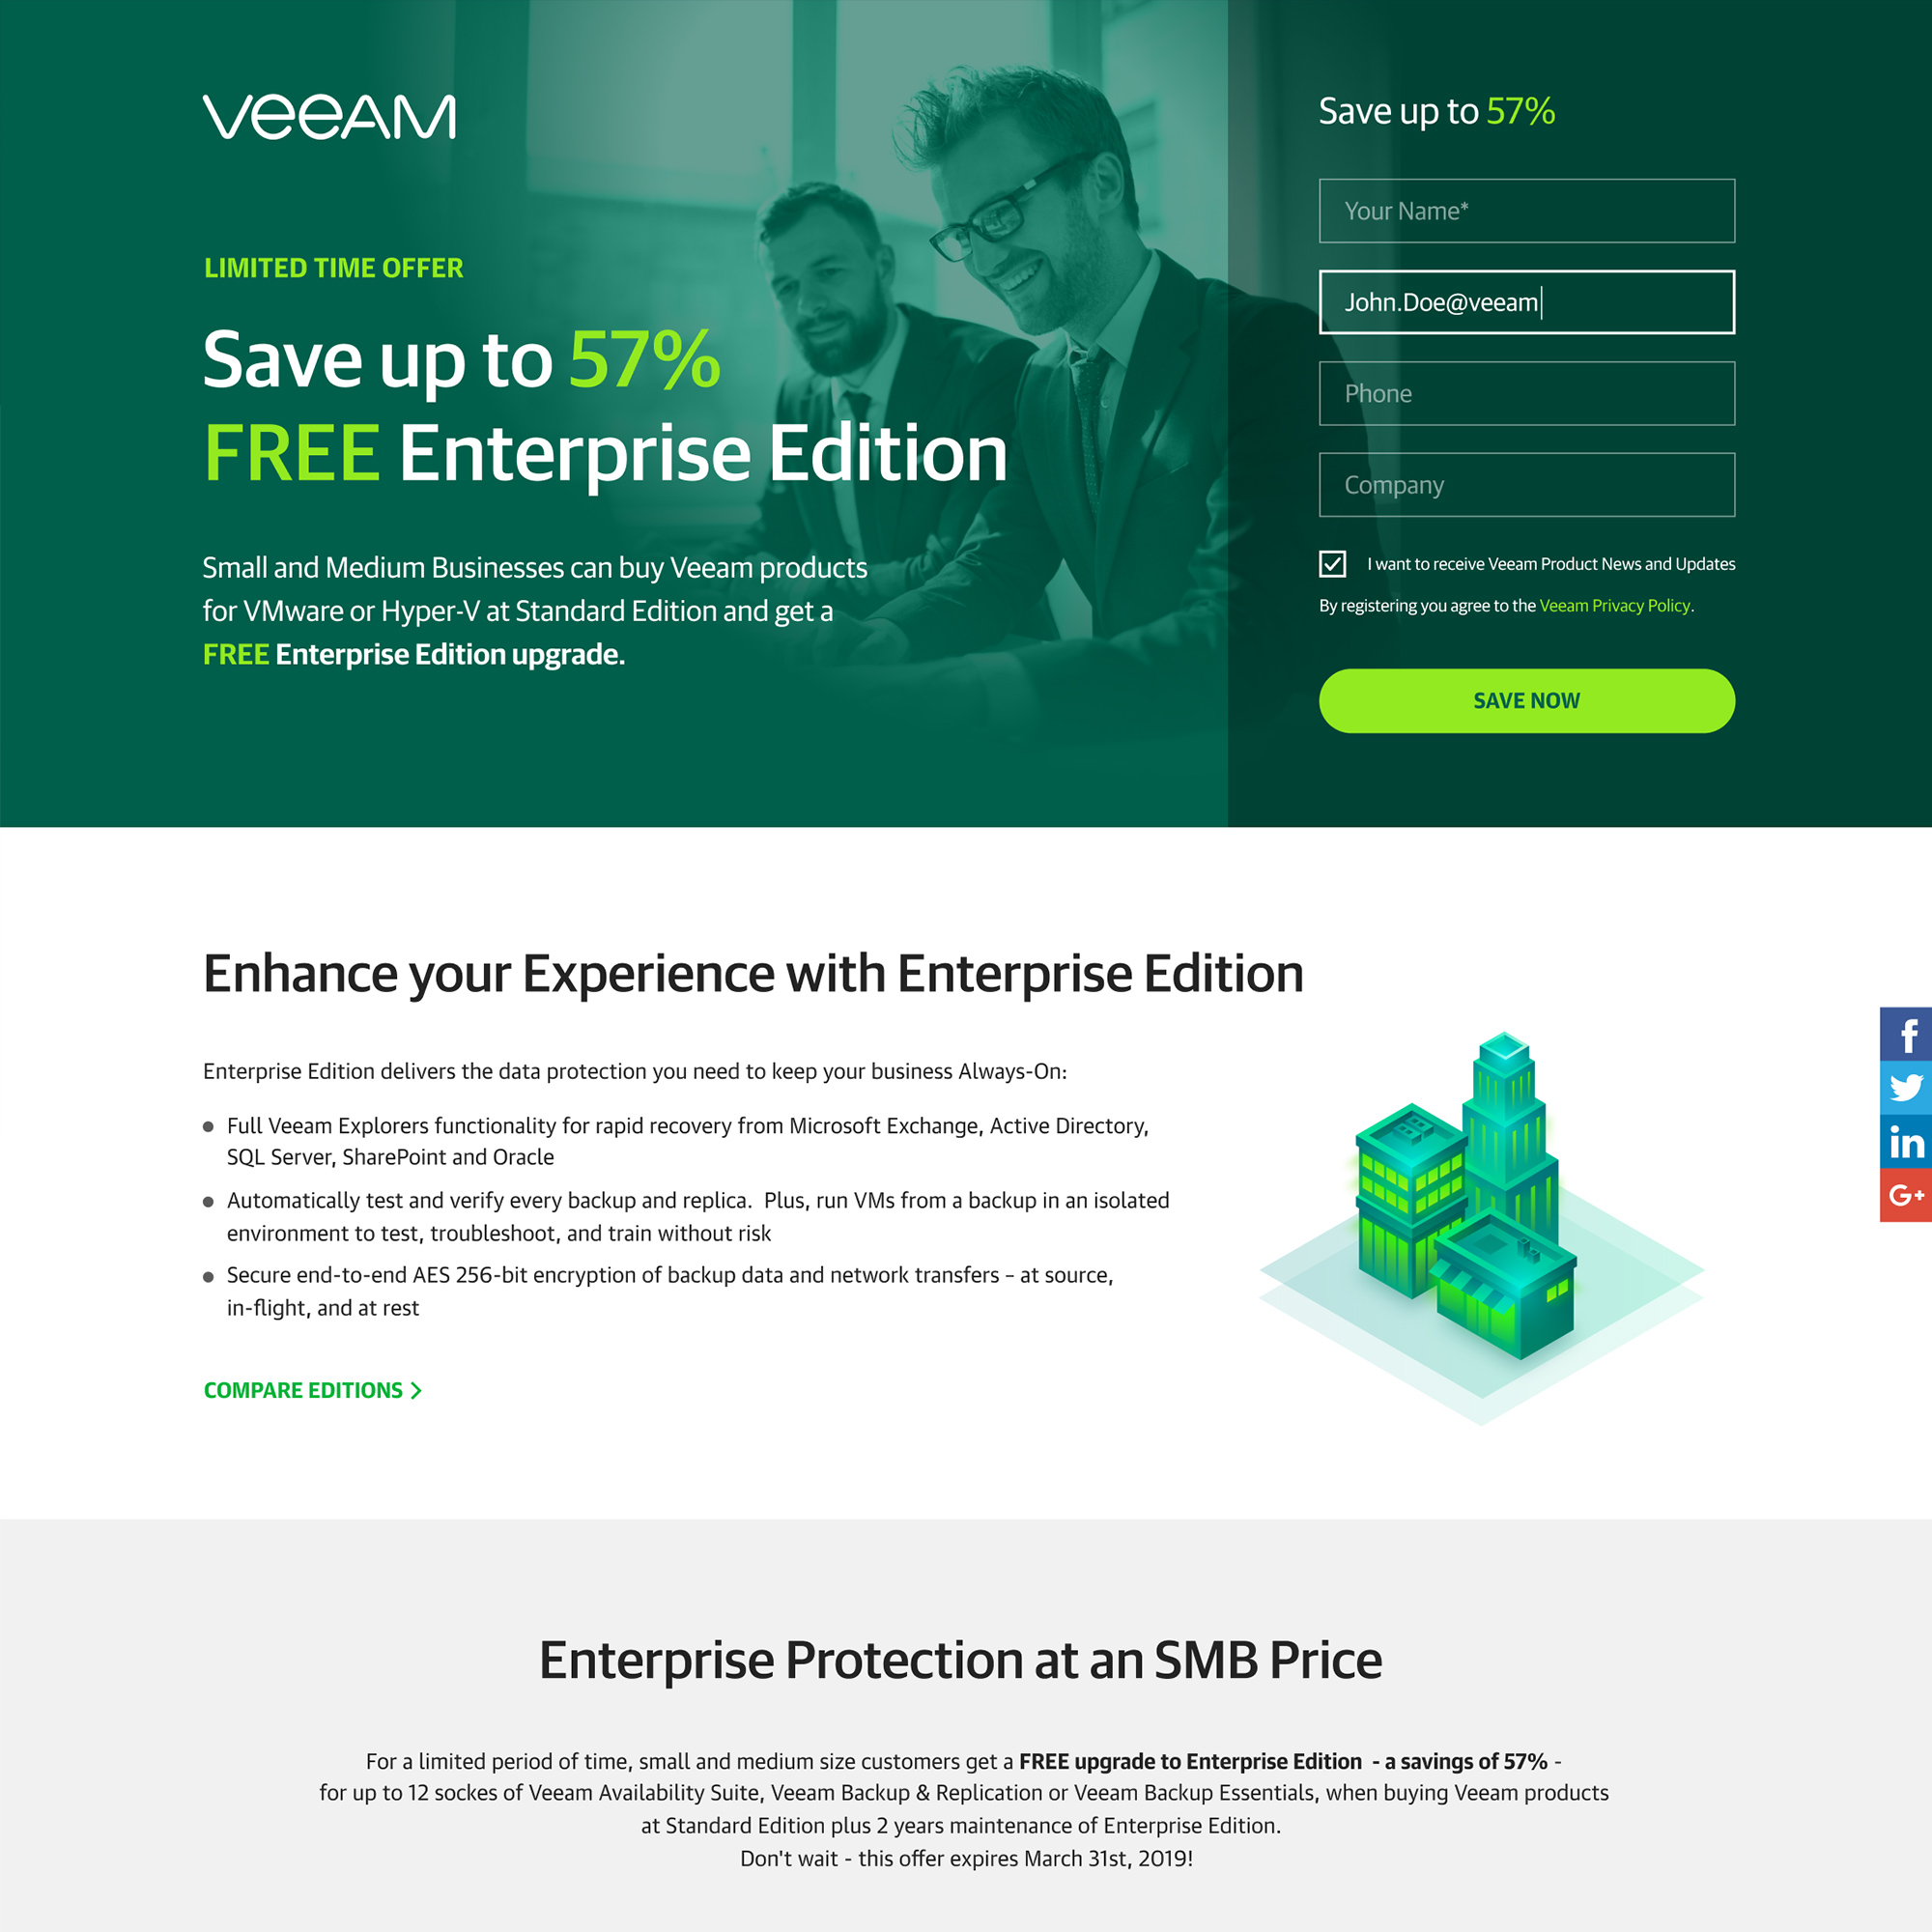 veeAM
LIMITED TIME OFFER
Save up to 57%
FREE Enterprise Edition
Small and Medium Businesses can buy Veeam products
for VMware or Hyper-V at Standard Edition and get a
FREE Enterprise Edition upgrade.
Save up to 57%
Your Name*
John.Doe@veeam
Phone
Company
I want to receive Veeam Product News and Updates
By registering you agree to the Veeam Privacy Policy.
SAVE NOW
Enhance your Experience with Enterprise Edition
Enterprise Edition delivers the data protection you need to keep your business Always-On:
Full Veeam Explorers functionality for rapid recovery from Microsoft Exchange, Active Directory,
SQL Server, SharePoint and Oracle
Automatically test and verify every backup and replica.  Plus, run VMs from a backup in an isolated
environment to test, troubleshoot, and train without risk
Secure end-to-end AES 256-bit encryption of backup data and network transfers – at source,
in-flight, and at rest
COMPARE EDITIONS
f
in
G+
Enterprise Protection at an SMB Price
For a limited period of time, small and medium size customers get a FREE upgrade to Enterprise Edition  - a savings of 57% -
for up to 12 sockes of Veeam Availability Suite, Veeam Backup & Replication or Veeam Backup Essentials, when buying Veeam products
at Standard Edition plus 2 years maintenance of Enterprise Edition.
Don't wait - this offer expires March 31st, 2019!